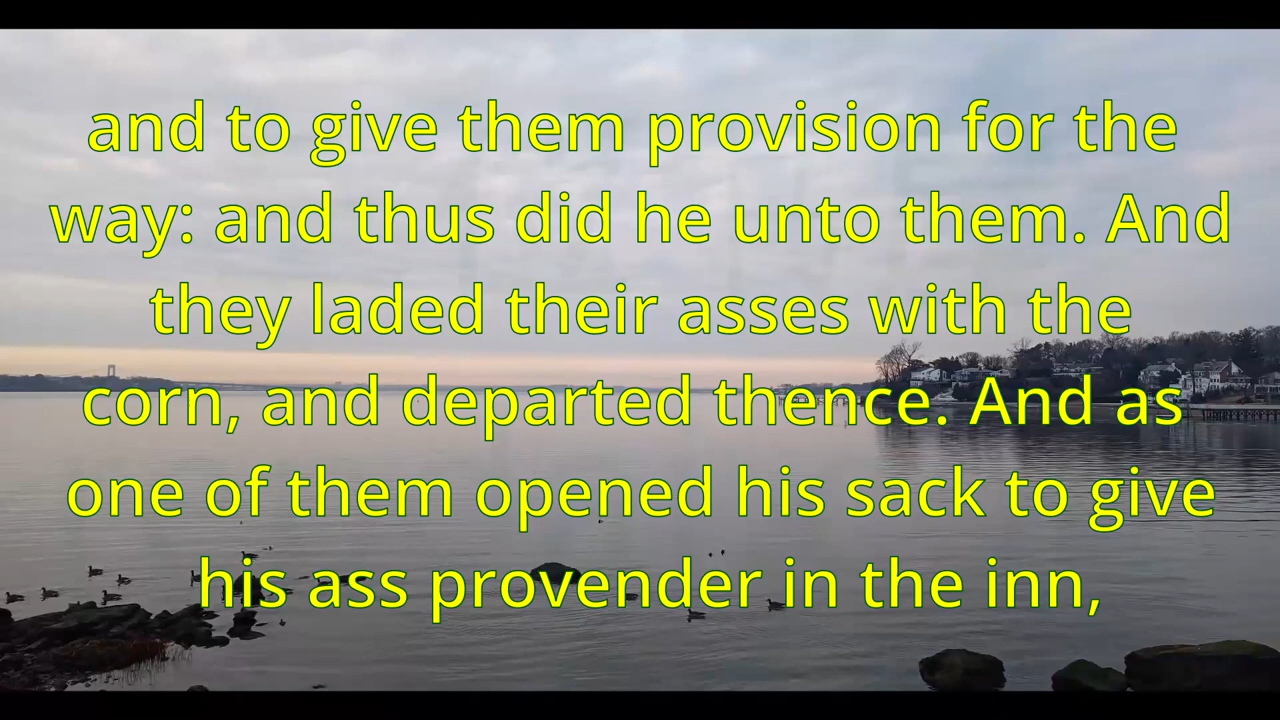 and to give them provision for the
way: and thus did he unto them. And
they laded their asses with the
corn, and departed thence. And as
one of them opened his sack to give
his ass provender in the inn,